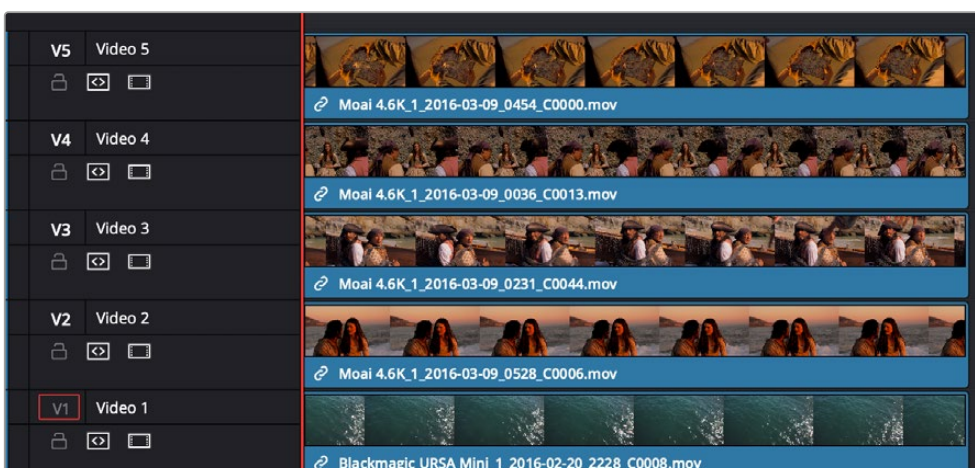 V5 Video 5
Moai 4.6K_1_2016-03-09_0454_C0000.mov
V4 Video 4
Moai 4.6K_1_2016-03-09_0036_C0013.mov
V3 Video 3
Moai 4.6K_1_2016-03-09_0231_C0044.mov
V2 Video 2
Moai 4.6K_1_2016-03-09_0528_C0006.mov
V1 Video 1
Blackmagic URSA Mini_1_2016-02-20_2228_C0008.mov